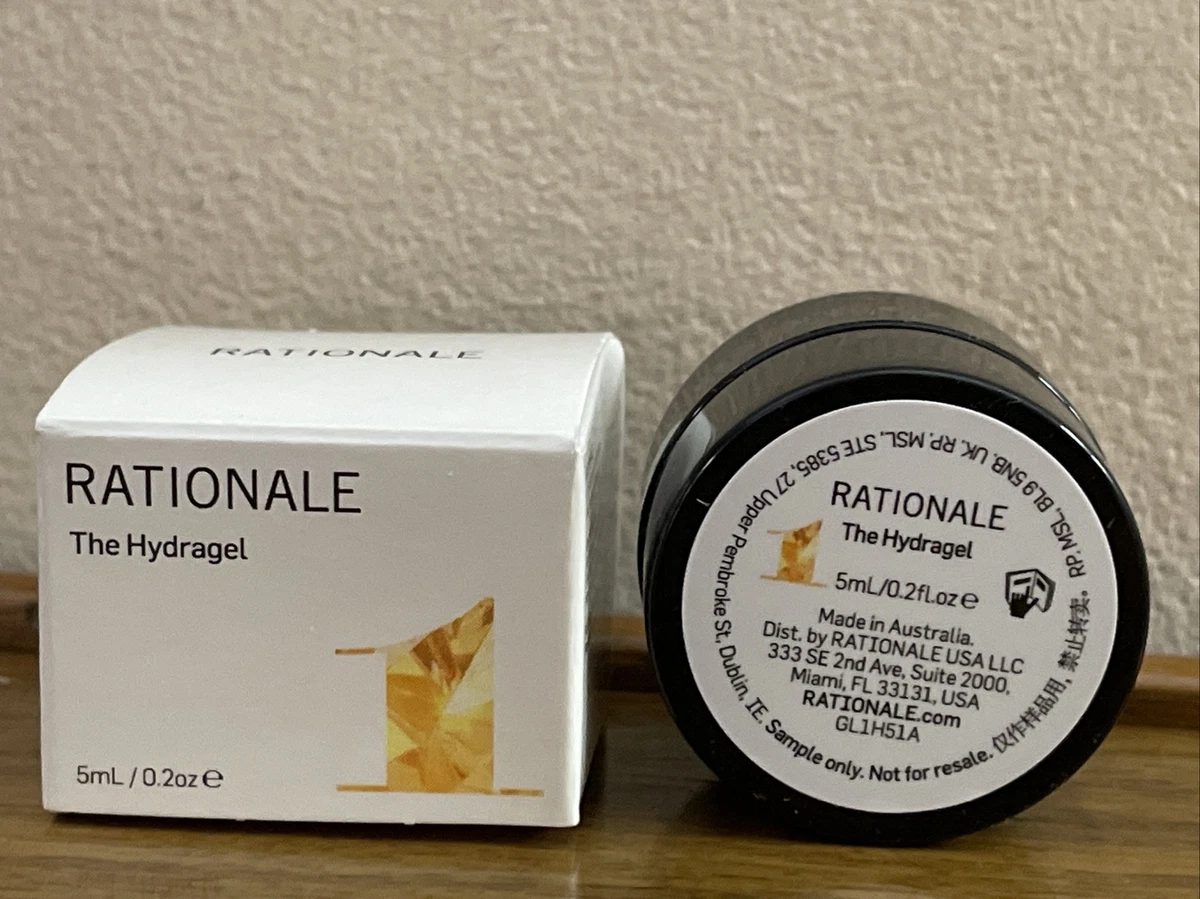 RATIONALE
RATIONALE
The Hydragel
1
5mL / 0.2oz ℮
RATIONALE
The Hydragel
1
5mL/0.2fl.oz ℮
Made in Australia.
Dist. by RATIONALE USA LLC
333 SE 2nd Ave, Suite 2000,
Miami, FL 33131, USA
RATIONALE.com
GL1H51A
RP. MSL, BL9 5NB, UK. RP. MSL, STE 5385, 27 Upper Pembroke St, Dublin, IE. Sample only. Not for resale. 仅作样品用，禁止转卖。